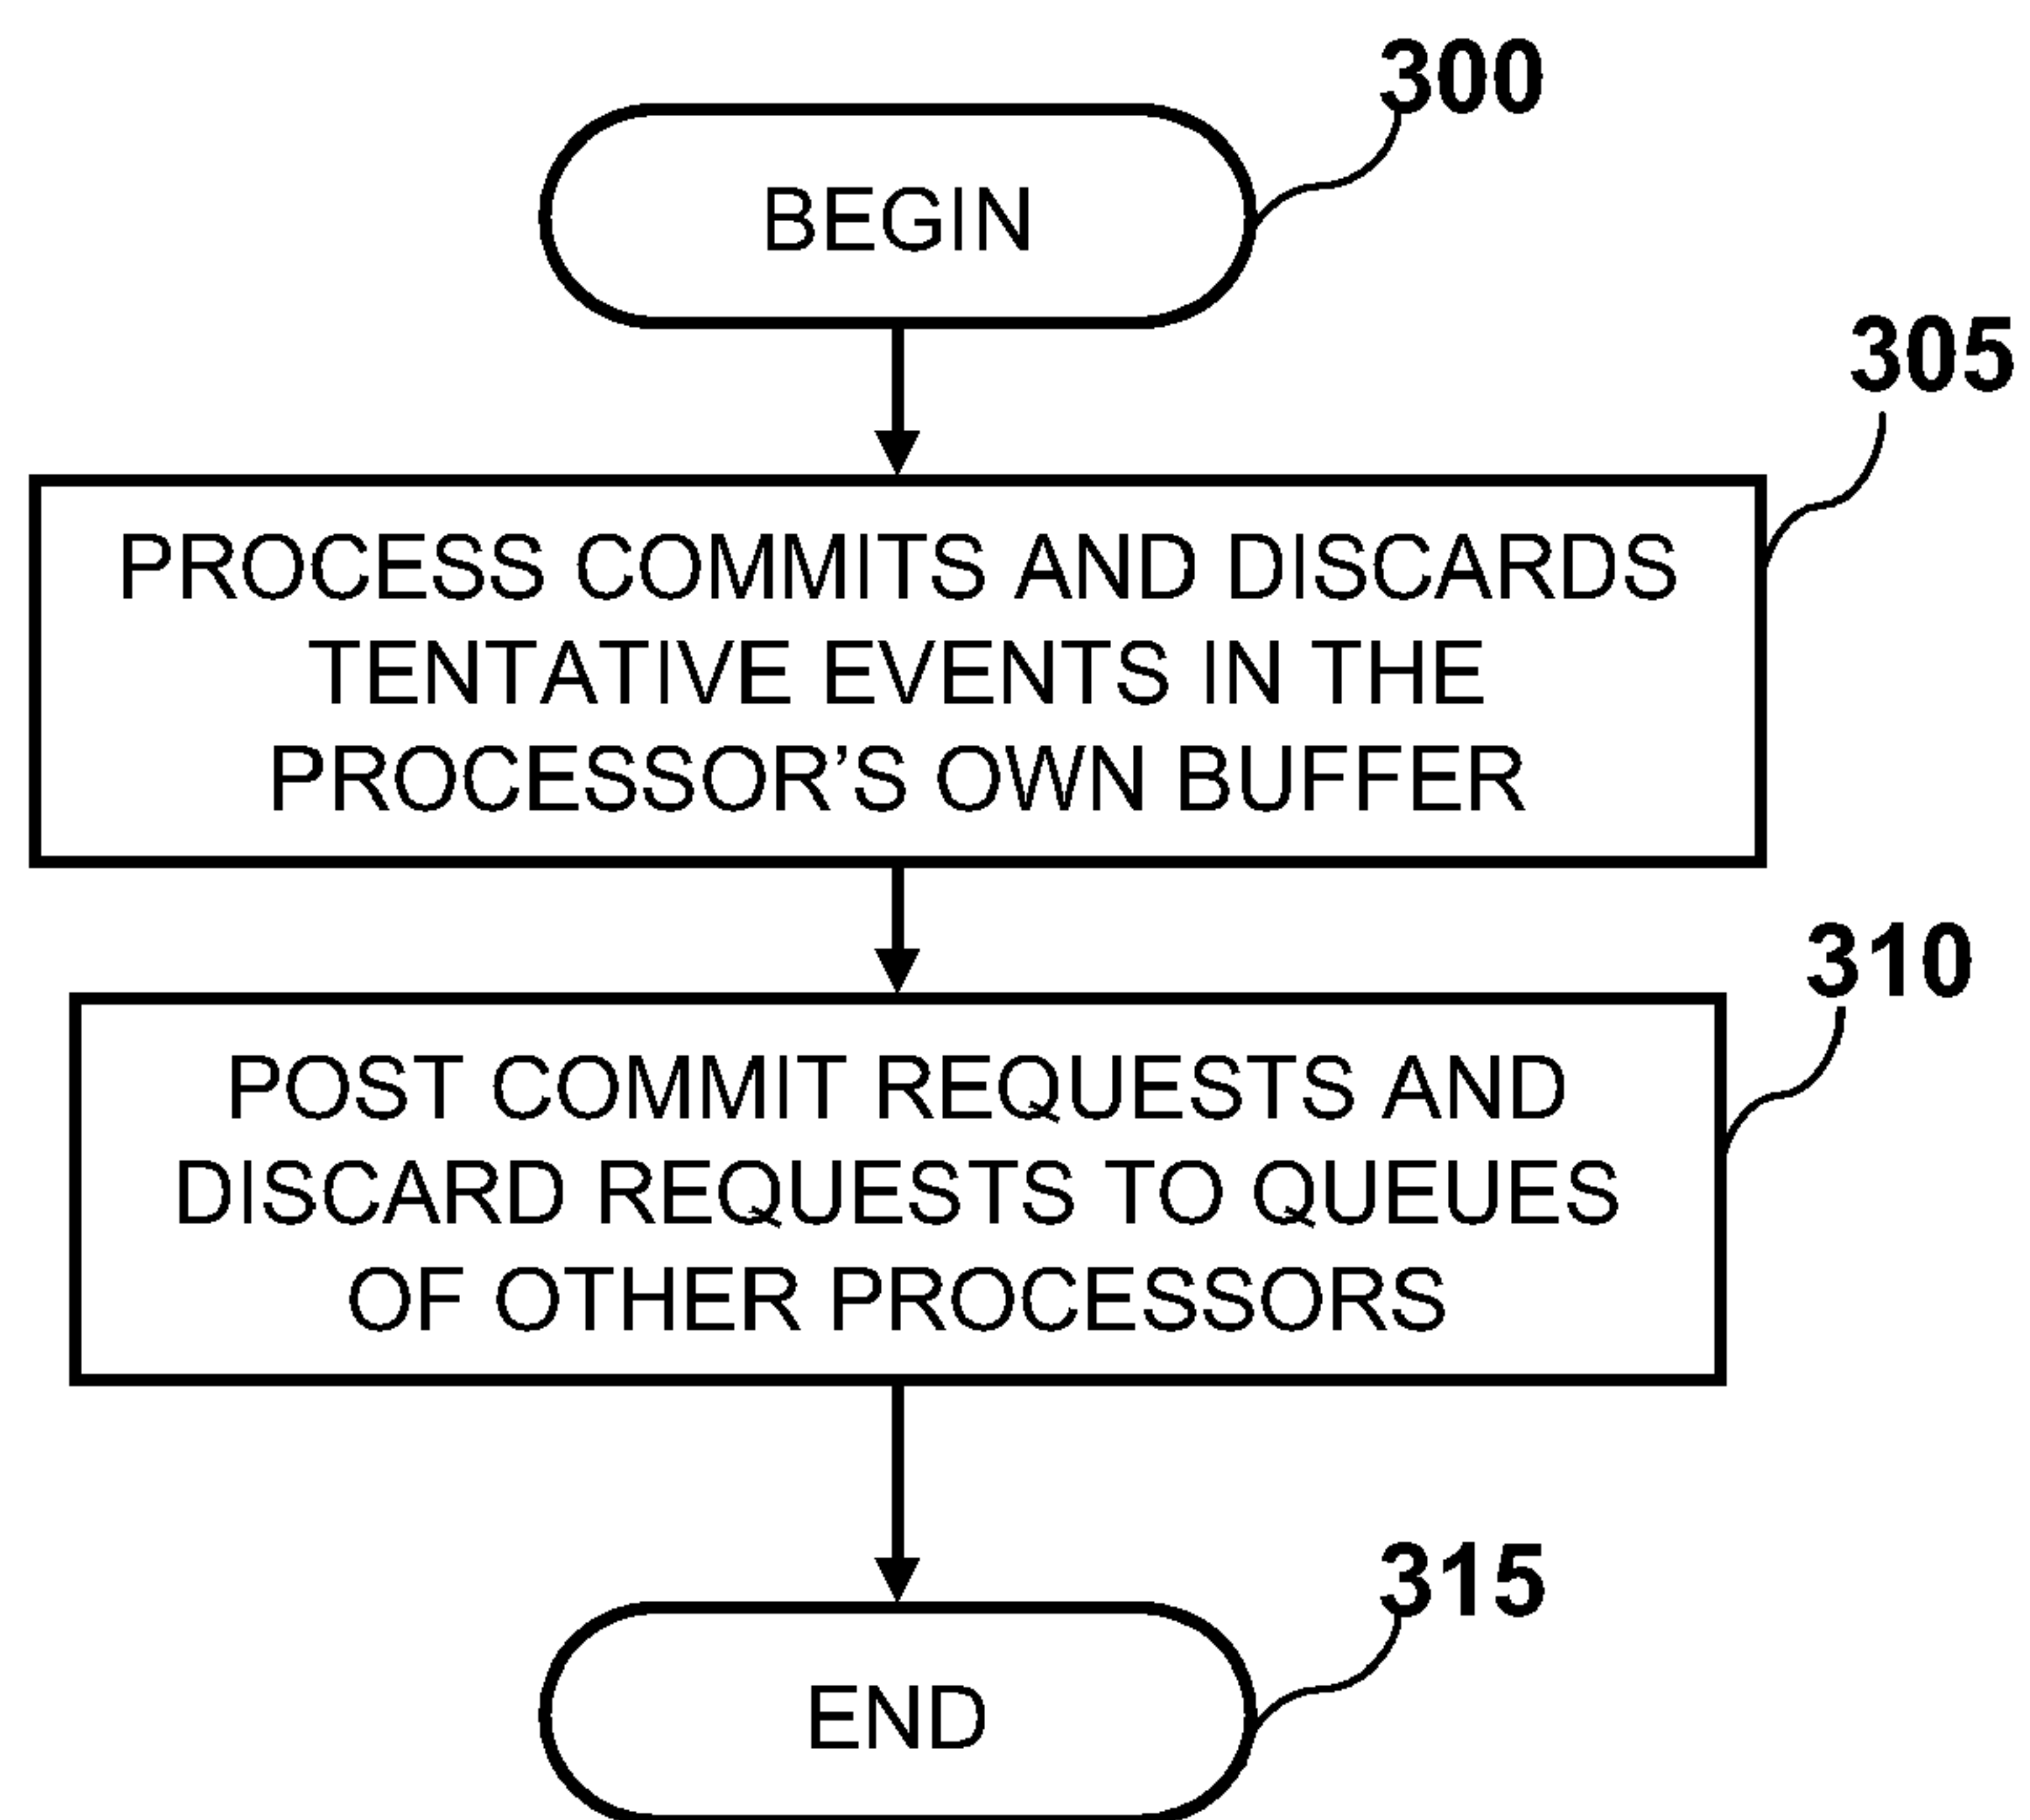 300
BEGIN
305
PROCESS COMMITS AND DISCARDS
TENTATIVE EVENTS IN THE
PROCESSOR’S OWN BUFFER
310
POST COMMIT REQUESTS AND
DISCARD REQUESTS TO QUEUES
OF OTHER PROCESSORS
315
END